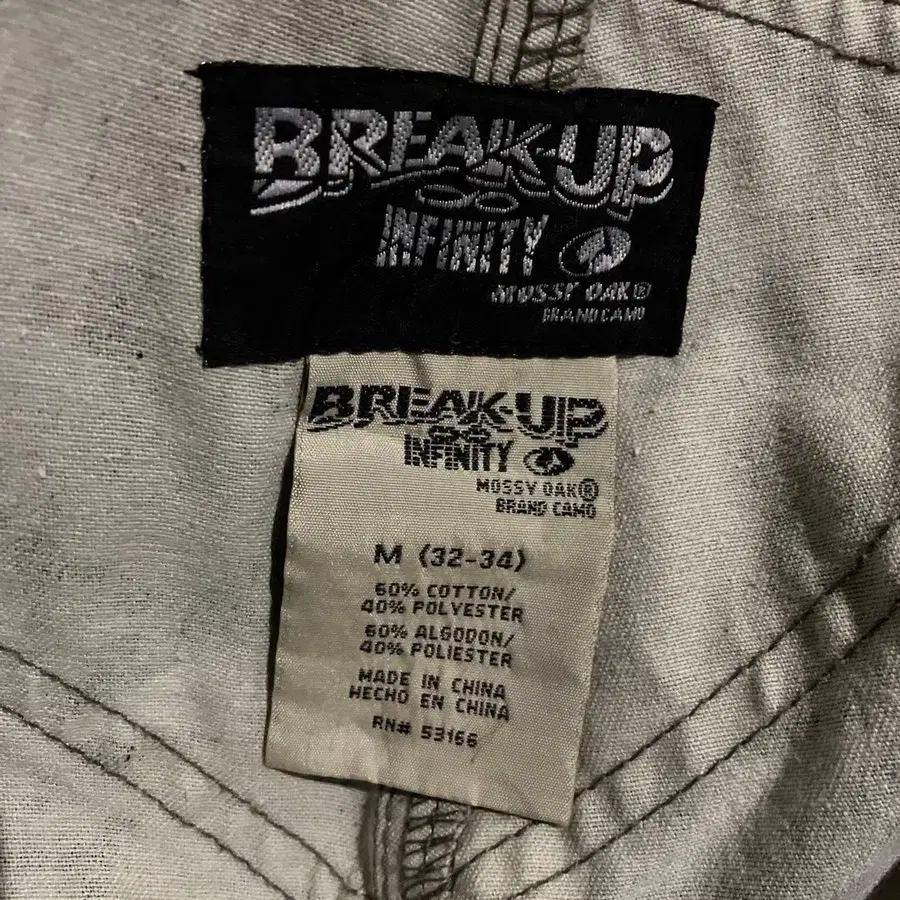 BREAK-UP
INFINITY
MOSSY OAK®
BRAND CAMO
BREAK-UP
INFINITY
MOSSY OAK®
BRAND CAMO
M (32-34)
60% COTTON/
40% POLYESTER
60% ALGODON/
40% POLIESTER
MADE IN CHINA
HECHO EN CHINA
RN# 53166